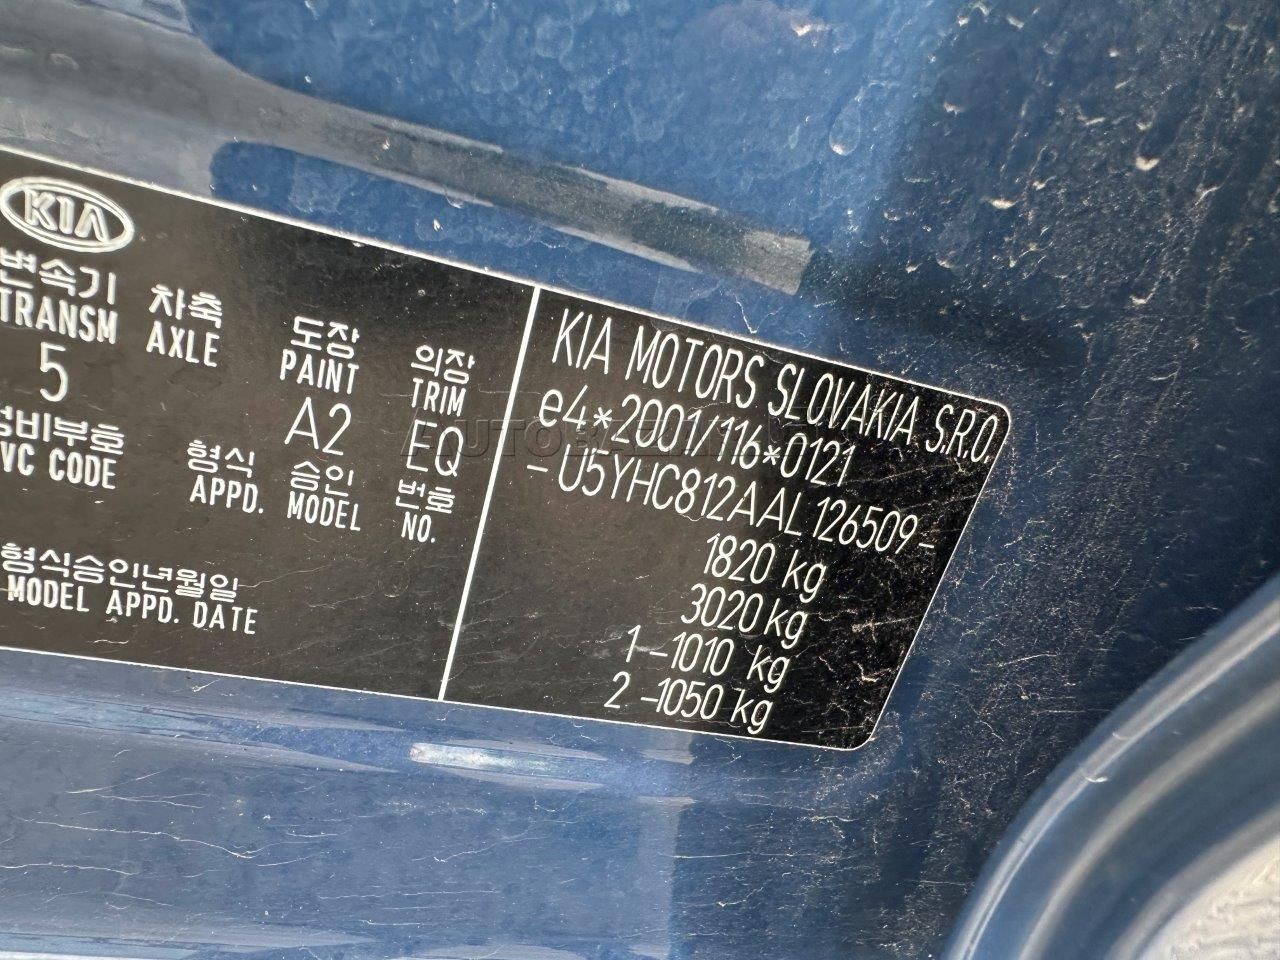 KIA
변속기 차축 도장 의장
TRANSM AXLE PAINT TRIM
5 A2 EQ
형식 승인 번호
VC CODE APPD. MODEL NO.
형식승인년월일
MODEL APPD. DATE
KIA MOTORS SLOVAKIA S.R.O.
e4*2001/116*0121
-U5YHC812AAL126509-
1820 kg
3020 kg
1-1010 kg
2-1050 kg